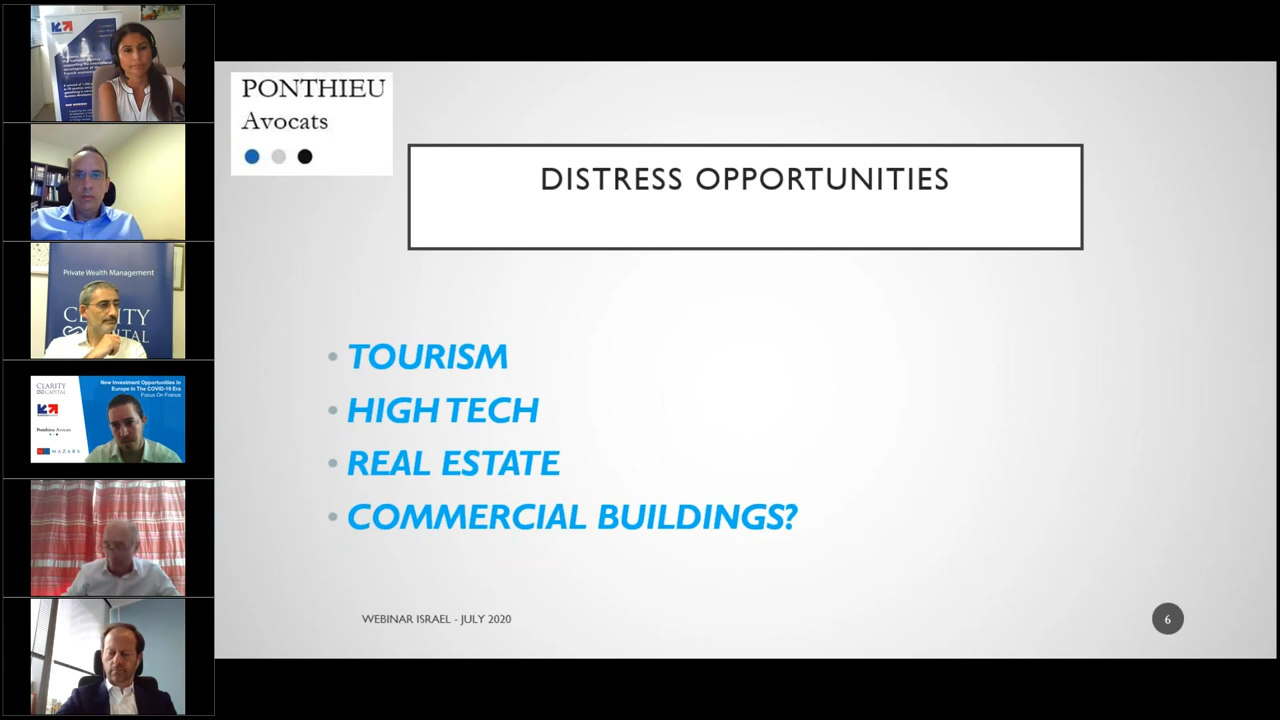 PONTHIEU
Avocats
DISTRESS OPPORTUNITIES
• TOURISM
• HIGH TECH
• REAL ESTATE
• COMMERCIAL BUILDINGS?
WEBINAR ISRAEL - JULY 2020
6
Private Wealth Management
CLARITY
CAPITAL
New Investment Opportunities In
Europe In The COVID-19 Era
Focus On France
Ponthieu Avocats
MAZARS